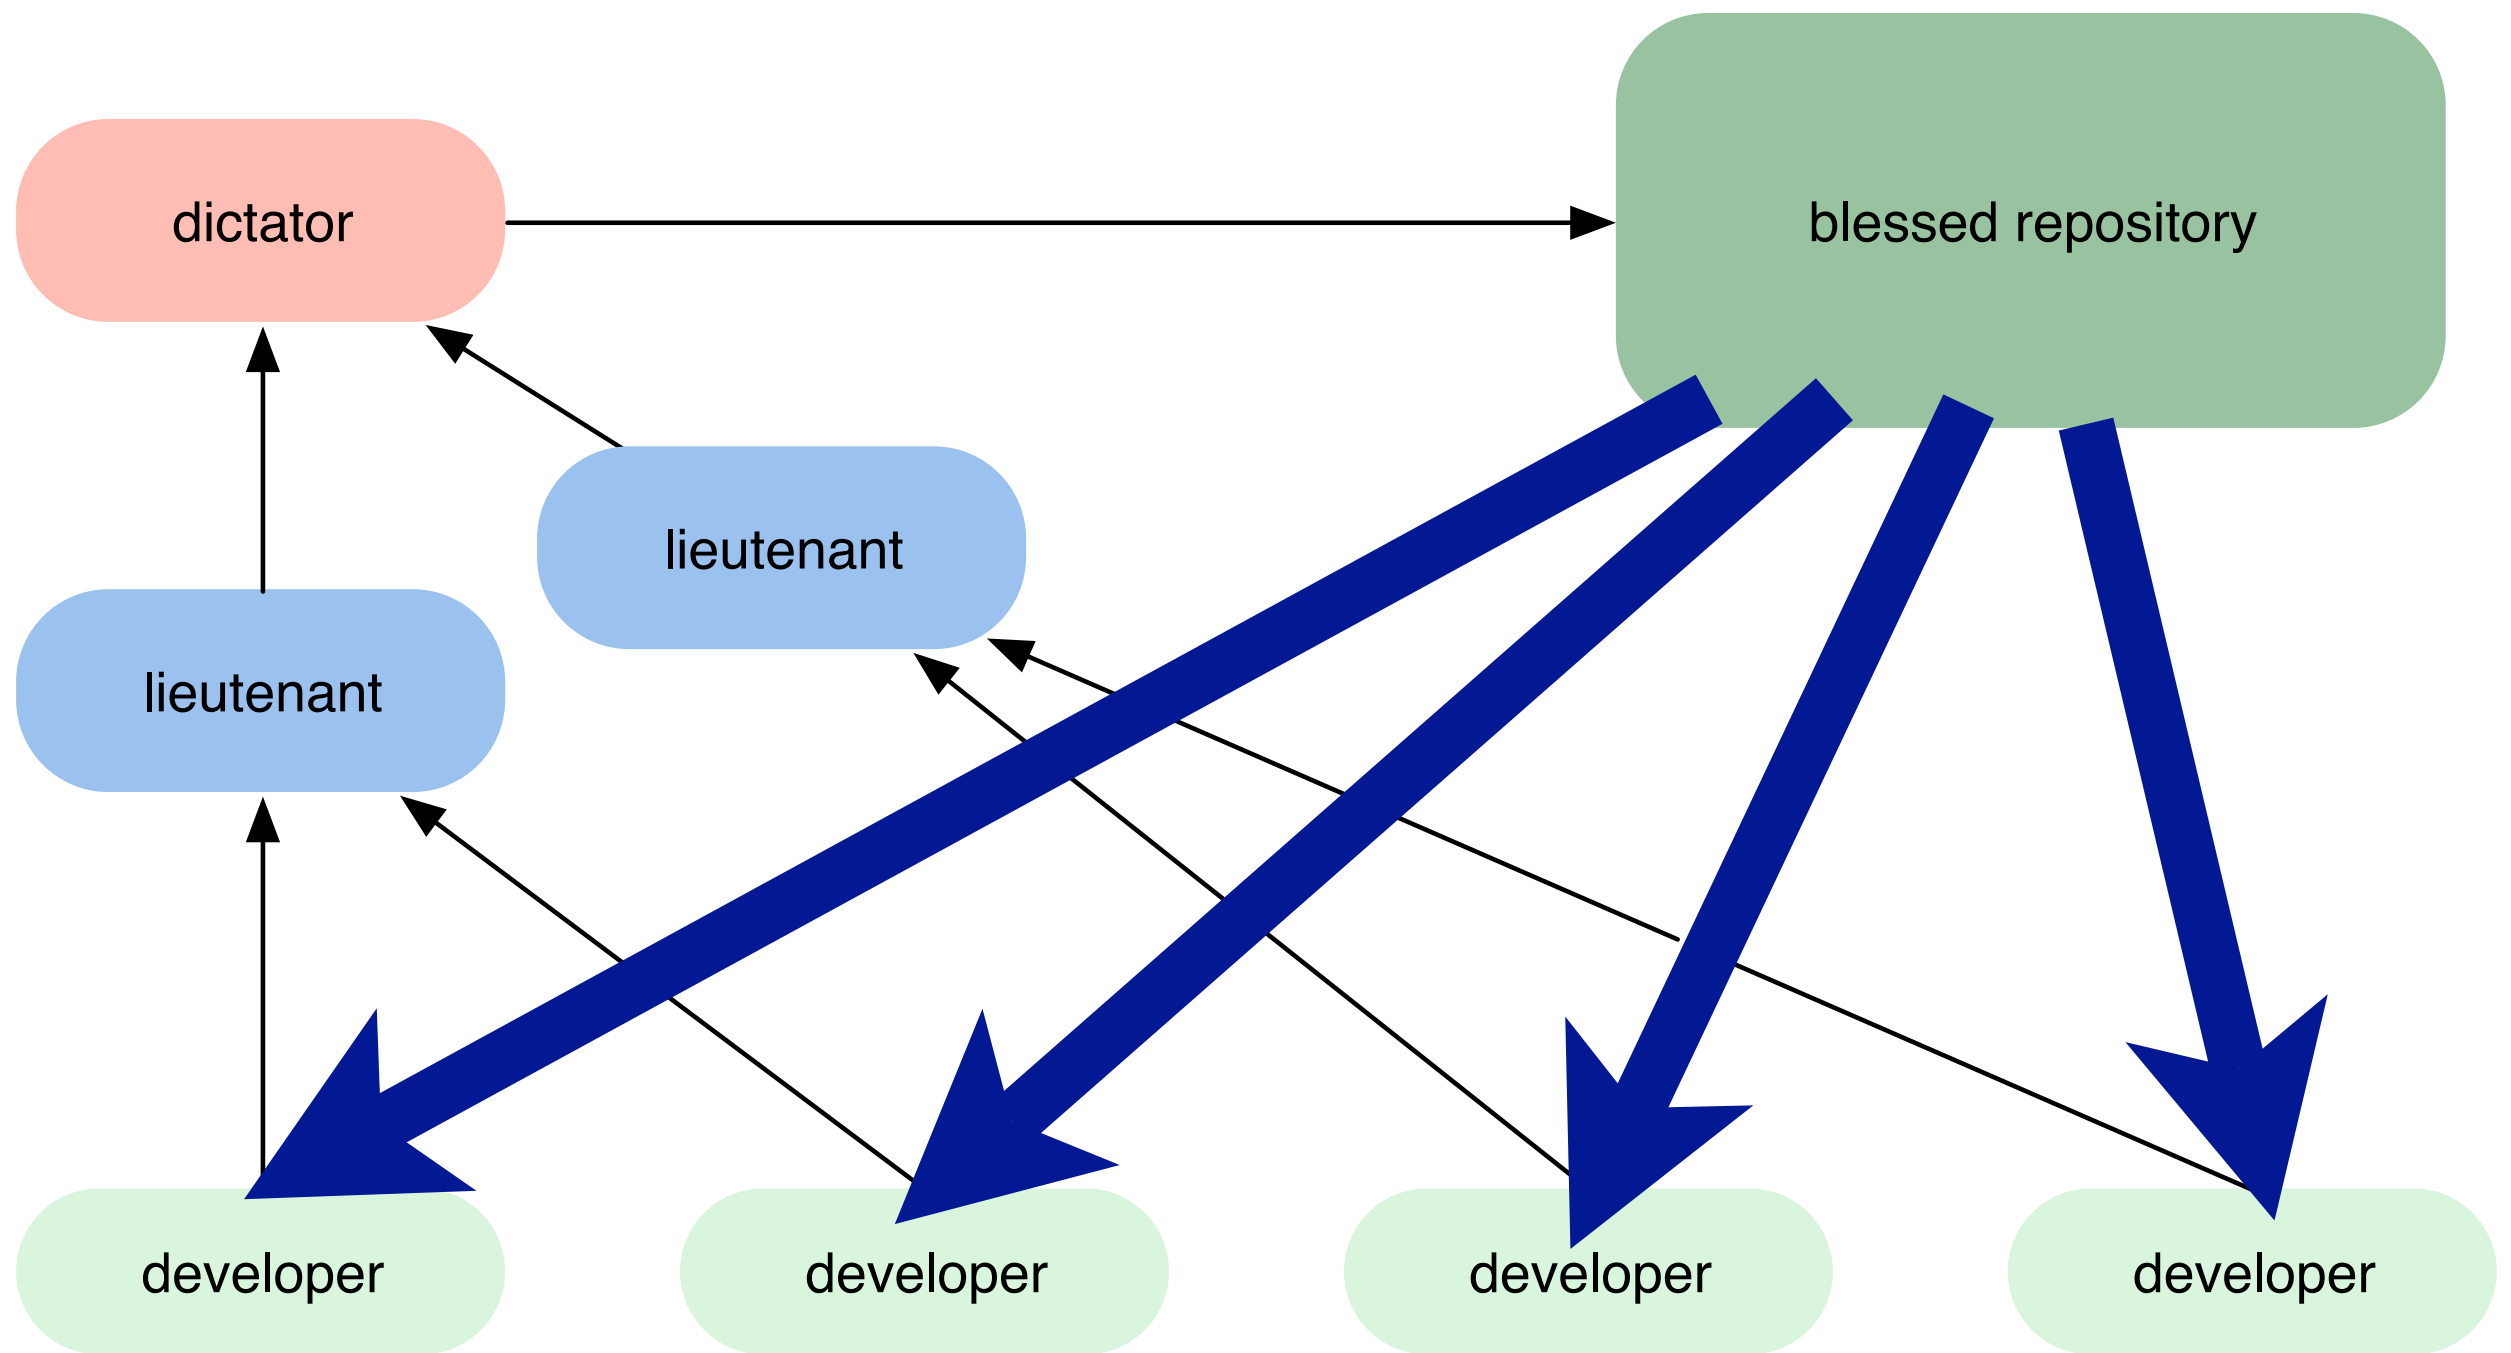 dictator
blessed repository
lieutenant
lieutenant
developer
developer
developer
developer